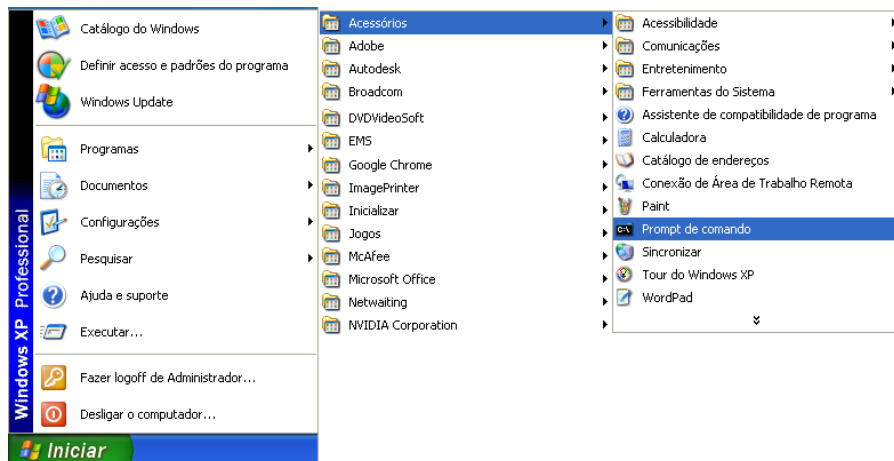 Catálogo do Windows
Definir acesso e padrões do programa
Windows Update
Programas
Documentos
Configurações
Pesquisar
Ajuda e suporte
Executar...
Fazer logoff de Administrador...
Desligar o computador...
Windows XP Professional
Iniciar
Acessórios
Adobe
Autodesk
Broadcom
DVDVideoSoft
EMS
Google Chrome
ImagePrinter
Inicializar
Jogos
McAfee
Microsoft Office
Netwaiting
NVIDIA Corporation
Acessibilidade
Comunicações
Entretenimento
Ferramentas do Sistema
Assistente de compatibilidade de programa
Calculadora
Catálogo de endereços
Conexão de Área de Trabalho Remota
Paint
Prompt de comando
Sincronizar
Tour do Windows XP
WordPad